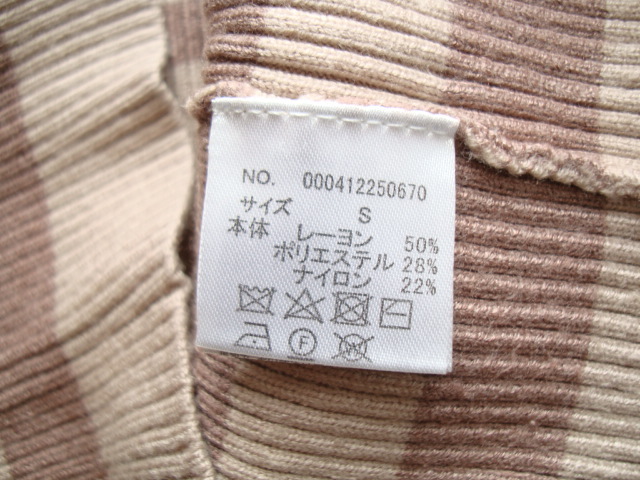 NO. 000412250670
サイズ S
本体 レーヨン 50%
ポリエステル 28%
ナイロン 22%
F W